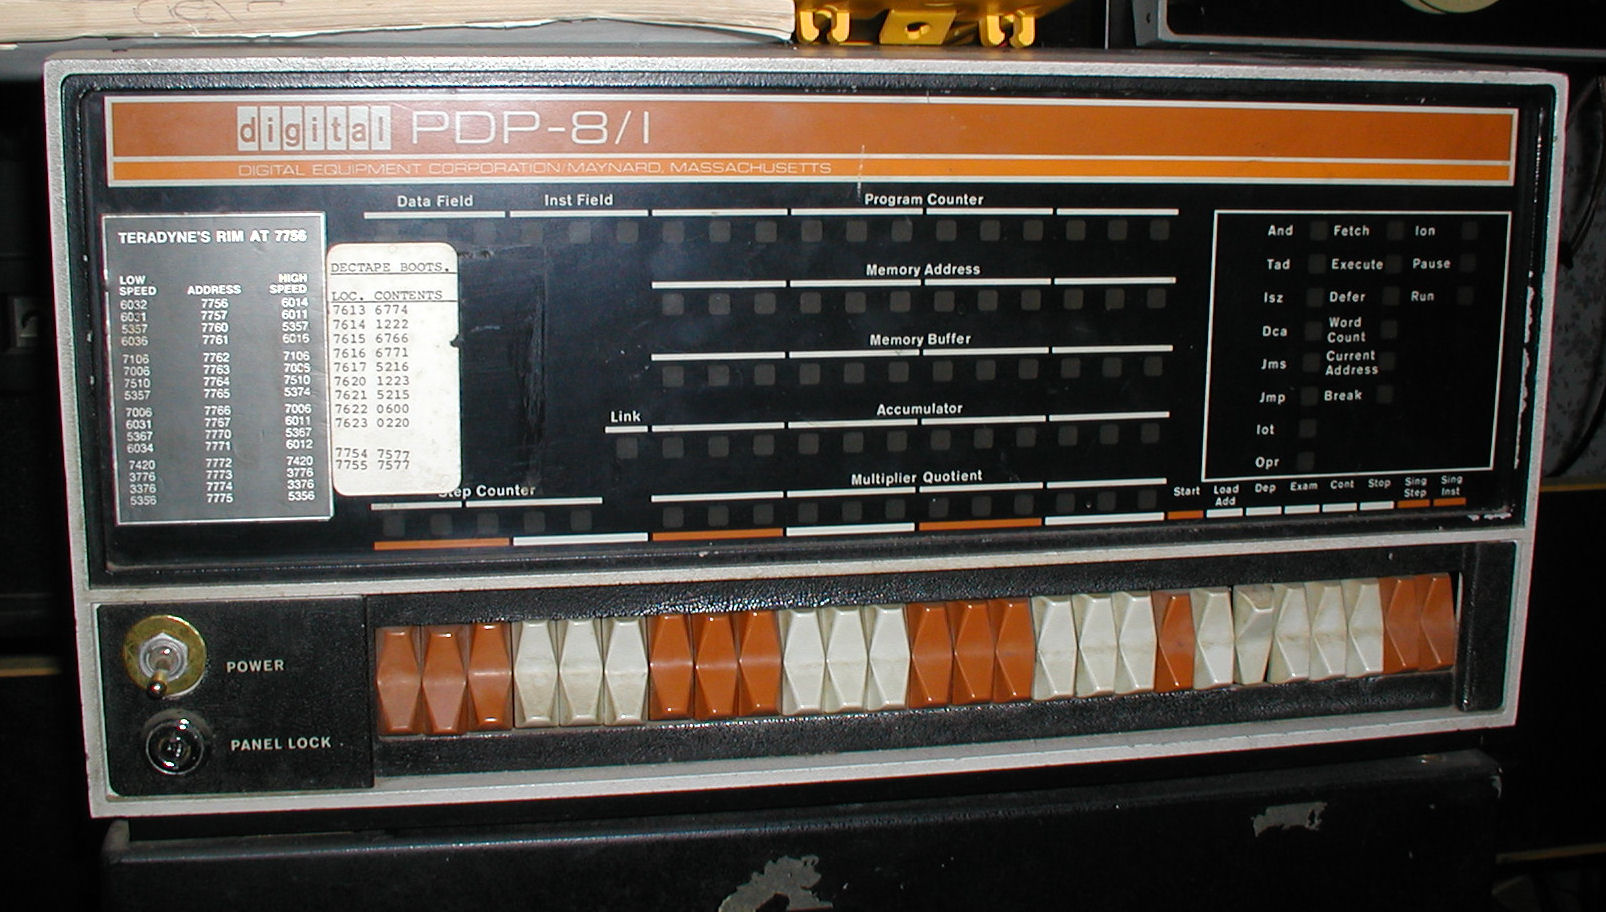 digital PDP-8/I
DIGITAL EQUIPMENT CORPORATION/MAYNARD, MASSACHUSETTS
Data Field Inst Field Program Counter
Memory Address
Memory Buffer
Link Accumulator
Step Counter Multiplier Quotient
TERADYNE'S RIM AT 7756
LOW SPEED ADDRESS HIGH SPEED
6032 7756 6014
6031 7757 6011
5357 7760 5357
6036 7761 6016
7106 7762 7106
7006 7763 7006
7510 7764 7510
5357 7765 5374
7006 7766 7006
6031 7767 6011
5367 7770 5367
6034 7771 6012
7420 7772 7420
3776 7773 3776
3376 7774 3376
5356 7775 5356
DECTAPE BOOTS.
LOC. CONTENTS
7613 6774
7614 1222
7615 6766
7616 6771
7617 5216
7620 1223
7621 5215
7622 0600
7623 0220
7754 7577
7755 7577
And Fetch Ion
Tad Execute Pause
Isz Defer Run
Dca Word Count
Jms Current Address
Jmp Break
Iot
Opr
Start Load Add Dep Exam Cont Stop Sing Step Sing Inst
POWER
PANEL LOCK